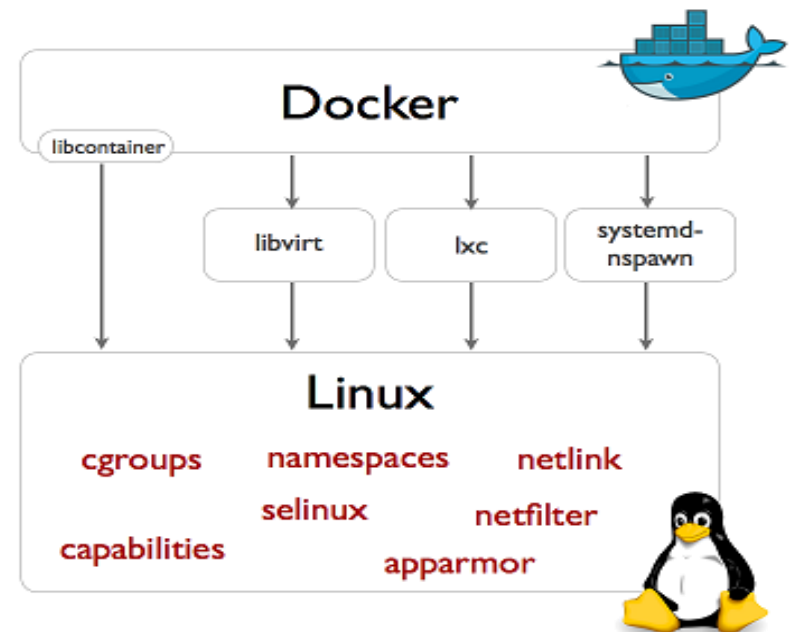 Docker
libcontainer
libvirt
lxc
systemd-
nspawn
Linux
cgroups
namespaces
netlink
selinux
netfilter
capabilities
apparmor